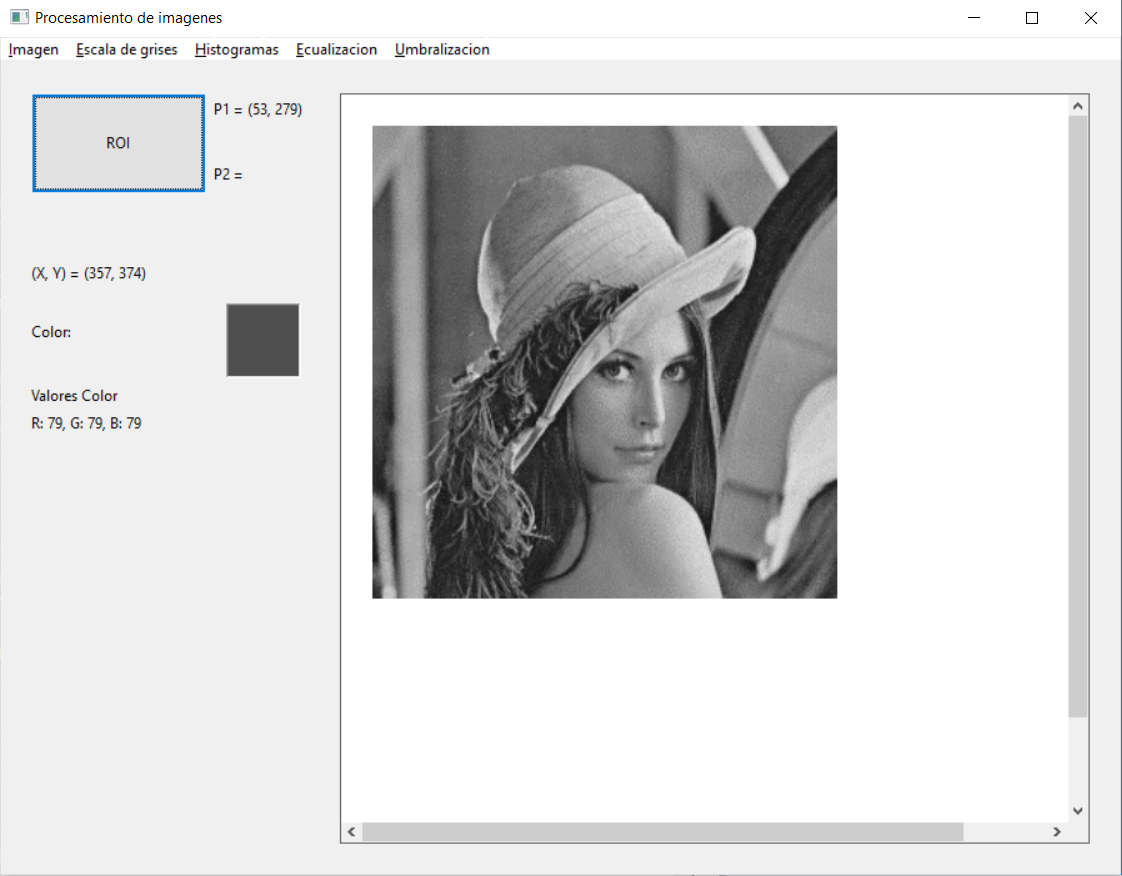 Procesamiento de imagenes
Imagen Escala de grises Histogramas Ecualizacion Umbralizacion
ROI
P1 = (53, 279)
P2 =
(X, Y) = (357, 374)
Color:
Valores Color
R: 79, G: 79, B: 79